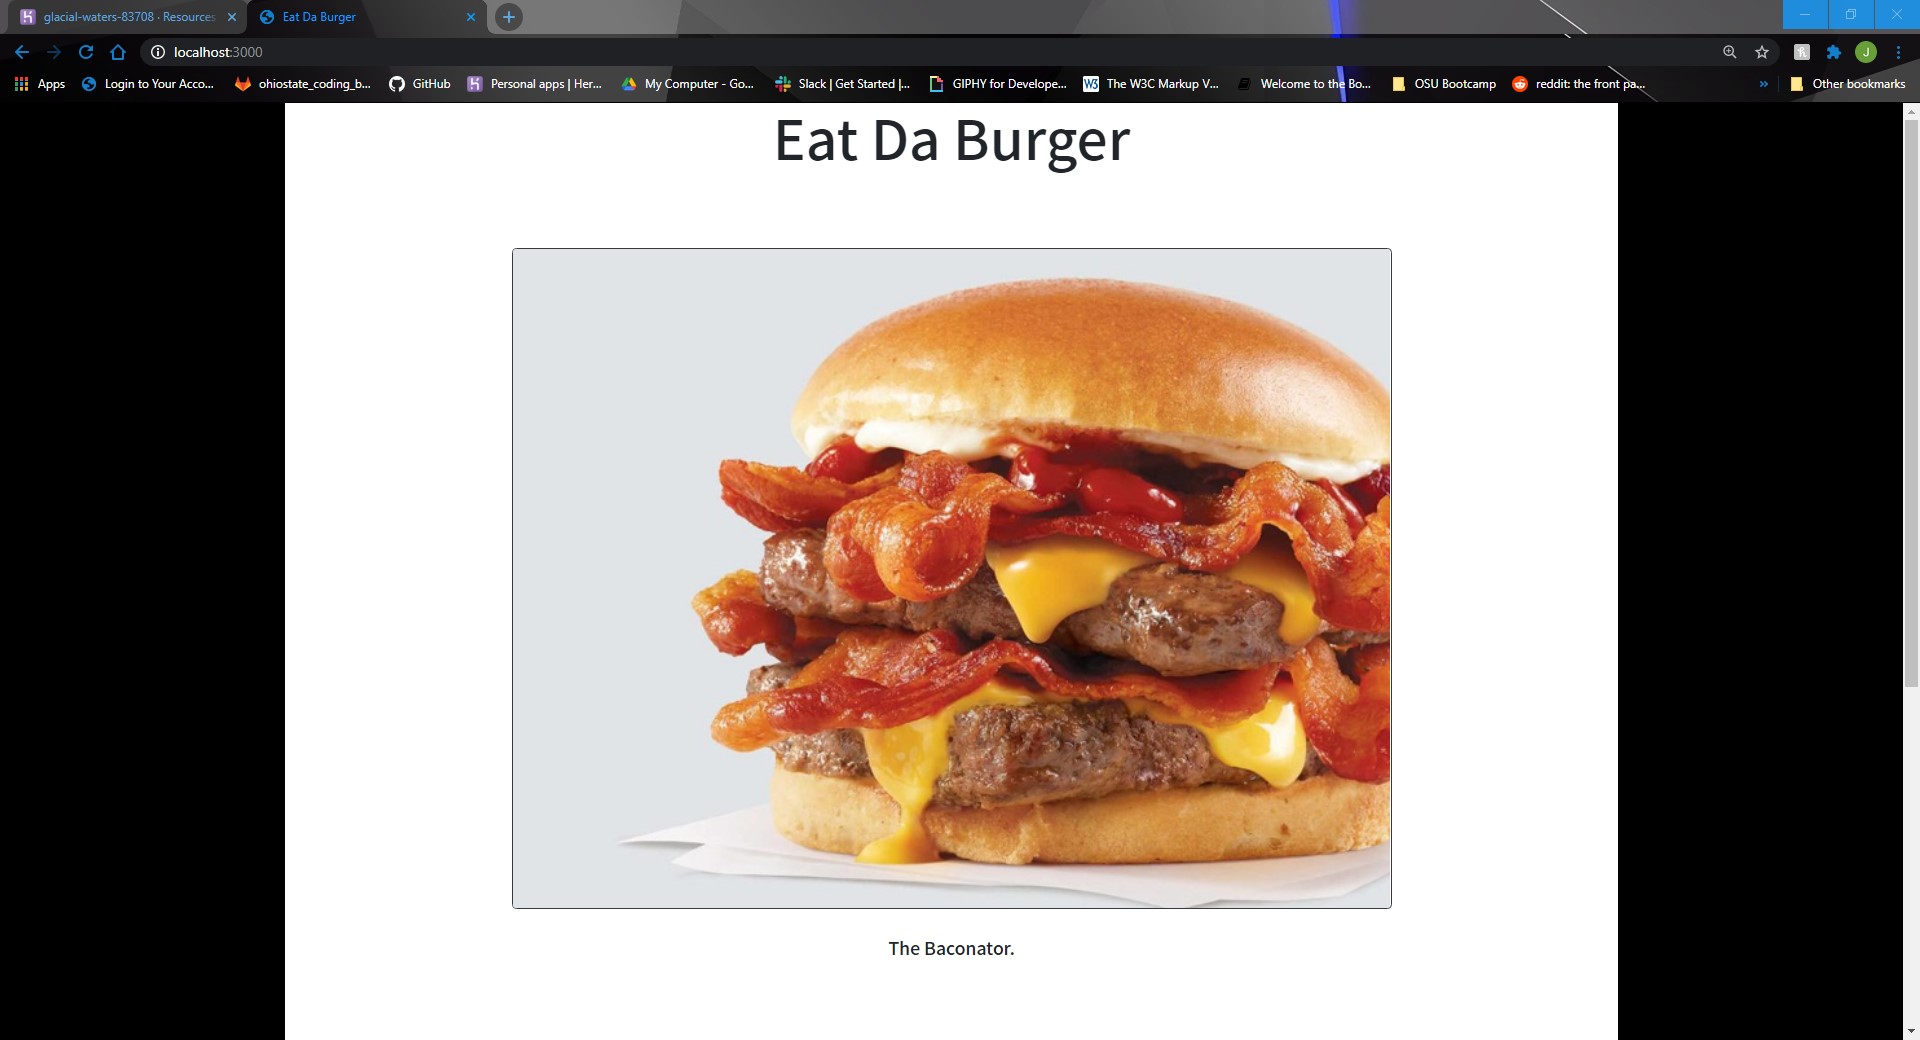 glacial-waters-83708 · Resources
Eat Da Burger
localhost:3000
J
Apps
Login to Your Acco...
ohiostate_coding_b...
GitHub
Personal apps | Her...
My Computer - Go...
Slack | Get Started |...
GIPHY for Develope...
W3
The W3C Markup V...
Welcome to the Bo...
OSU Bootcamp
reddit: the front pa...
»
Other bookmarks
Eat Da Burger
The Baconator.